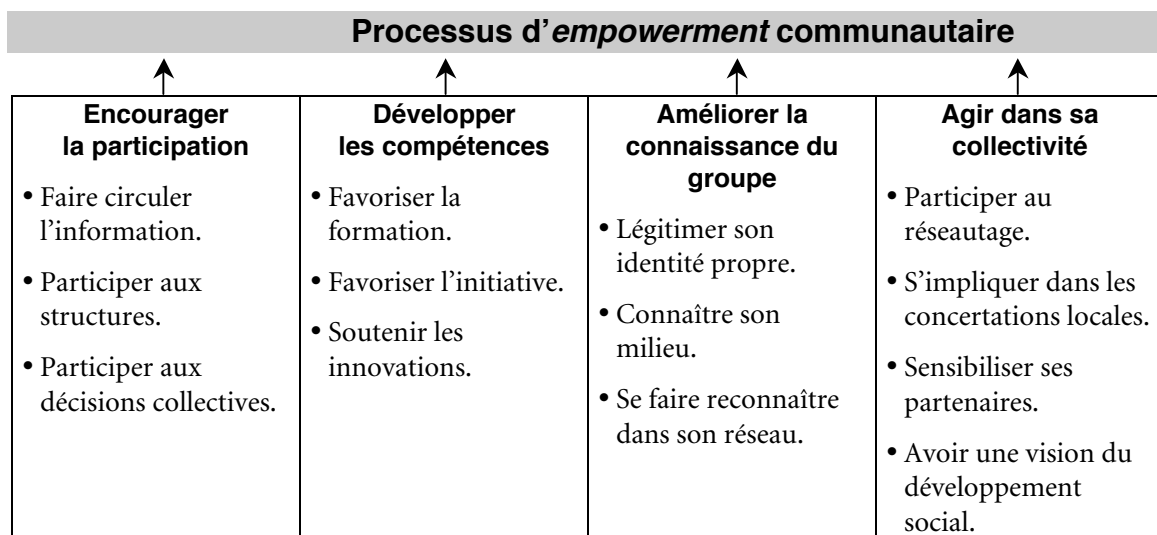 Processus d’empowerment communautaire
Encourager
la participation
• Faire circuler
l’information.
• Participer aux
structures.
• Participer aux
décisions collectives.
Développer
les compétences
• Favoriser la
formation.
• Favoriser l’initiative.
• Soutenir les
innovations.
Améliorer la
connaissance du
groupe
• Légitimer son
identité propre.
• Connaître son
milieu.
• Se faire reconnaître
dans son réseau.
Agir dans sa
collectivité
• Participer au
réseautage.
• S’impliquer dans les
concertations locales.
• Sensibiliser ses
partenaires.
• Avoir une vision du
développement
social.